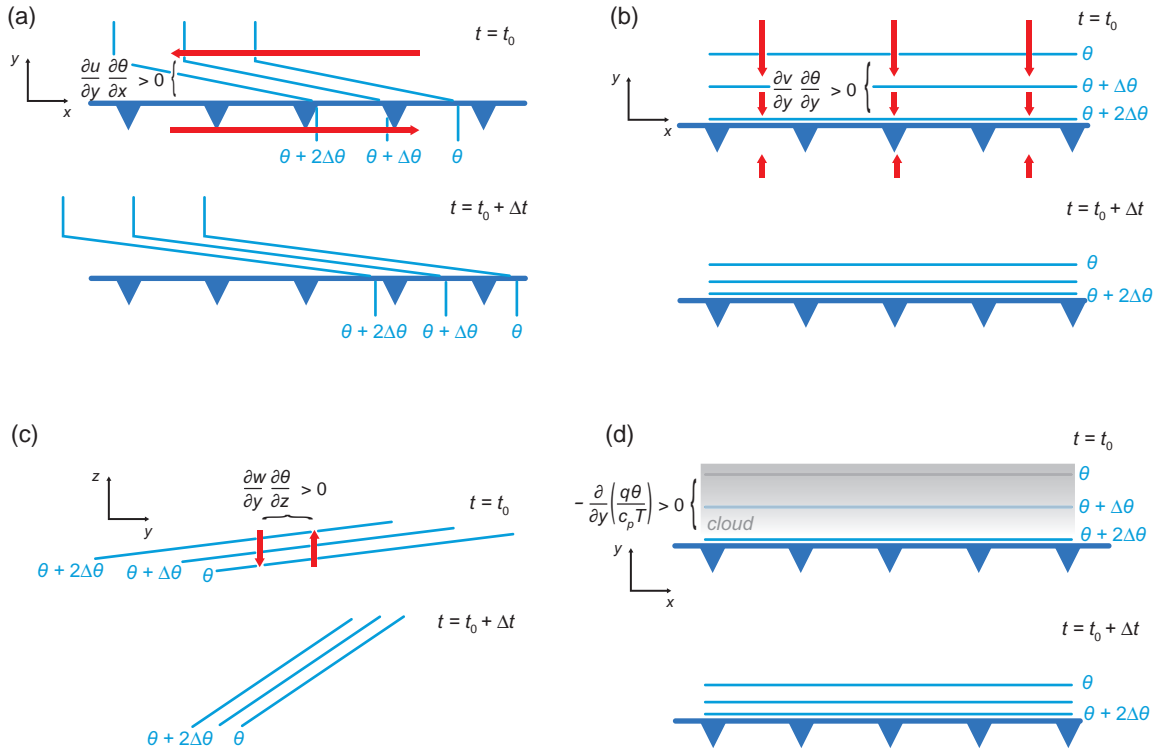 (a)
t = t₀
y
x
∂u/∂y ∂θ/∂x > 0
θ + 2Δθ
θ + Δθ
θ
t = t₀ + Δt
θ + 2Δθ
θ + Δθ
θ
(b)
t = t₀
y
x
θ
∂v/∂y ∂θ/∂y > 0
θ + Δθ
θ + 2Δθ
t = t₀ + Δt
θ
θ + 2Δθ
(c)
z
y
∂w/∂y ∂θ/∂z > 0
t = t₀
θ + 2Δθ
θ + Δθ
θ
t = t₀ + Δt
θ + 2Δθ
θ
(d)
t = t₀
θ
− ∂/∂y (qθ/cₚT) > 0
θ + Δθ
cloud
θ + 2Δθ
y
x
t = t₀ + Δt
θ
θ + 2Δθ